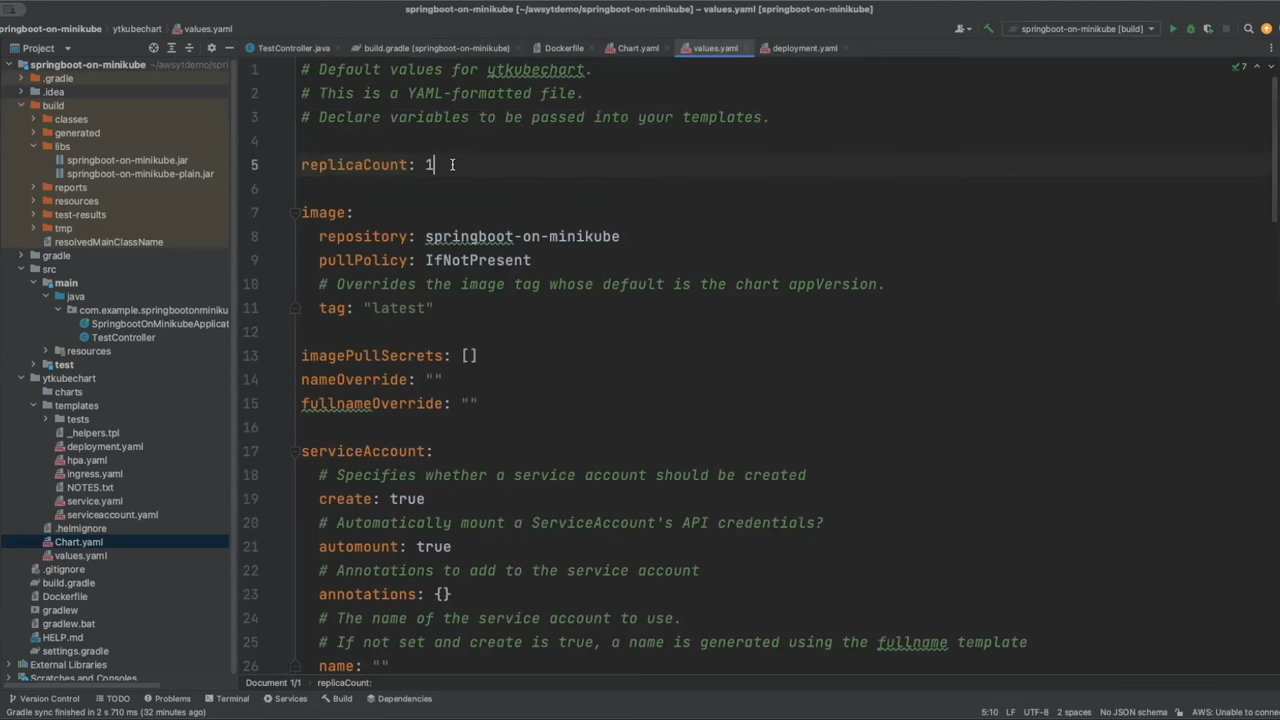 springboot-on-minikube [~/awsytdemo/springboot-on-minikube] – values.yaml [springboot-on-minikube]
springboot-on-minikube
ytkubechart
values.yaml
springboot-on-minikube [build]
Project
TestController.java
build.gradle (springboot-on-minikube)
Dockerfile
Chart.yaml
values.yaml
deployment.yaml
springboot-on-minikube ~/awsytdemo/springb
.gradle
.idea
build
classes
generated
libs
springboot-on-minikube.jar
springboot-on-minikube-plain.jar
reports
resources
test-results
tmp
resolvedMainClassName
gradle
src
main
java
com.example.springbootonminiku
SpringbootOnMinikubeApplicat
TestController
resources
test
ytkubechart
charts
templates
tests
_helpers.tpl
deployment.yaml
hpa.yaml
ingress.yaml
NOTES.txt
service.yaml
serviceaccount.yaml
.helmignore
Chart.yaml
values.yaml
.gitignore
build.gradle
Dockerfile
gradlew
gradlew.bat
HELP.md
settings.gradle
External Libraries
Scratches and Consoles
1 # Default values for ytkubechart.
2 # This is a YAML-formatted file.
3 # Declare variables to be passed into your templates.
4
5 replicaCount: 1
6
7 image:
8 repository: springboot-on-minikube
9 pullPolicy: IfNotPresent
10 # Overrides the image tag whose default is the chart appVersion.
11 tag: "latest"
12
13 imagePullSecrets: []
14 nameOverride: ""
15 fullnameOverride: ""
16
17 serviceAccount:
18 # Specifies whether a service account should be created
19 create: true
20 # Automatically mount a ServiceAccount's API credentials?
21 automount: true
22 # Annotations to add to the service account
23 annotations: {}
24 # The name of the service account to use.
25 # If not set and create is true, a name is generated using the fullname template
26 name: ""
7
Document 1/1
replicaCount:
Version Control
TODO
Problems
Terminal
Services
Build
Dependencies
Gradle sync finished in 2 s 710 ms (32 minutes ago)
5:10 LF UTF-8 2 spaces No JSON schema AWS: Unable to conne